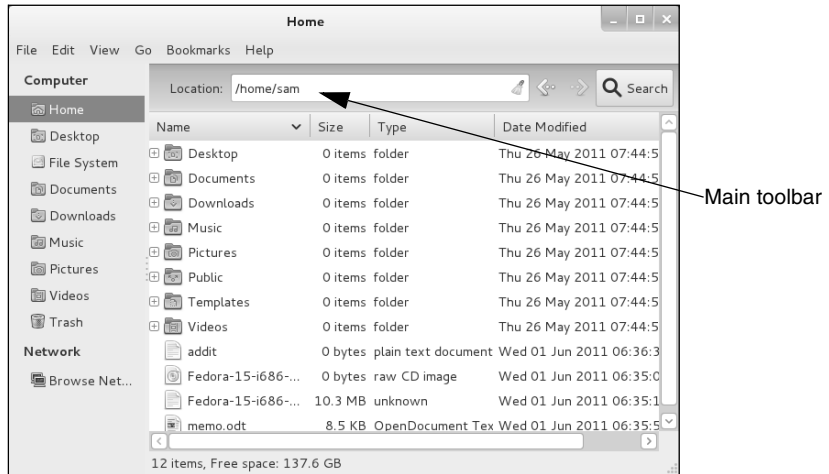 Home
File Edit View Go Bookmarks Help
Computer
Home
Desktop
File System
Documents
Downloads
Music
Pictures
Videos
Trash
Network
Browse Net...
Location: /home/sam Search
Name Size Type Date Modified
Desktop 0 items folder Thu 26 May 2011 07:44:5
Documents 0 items folder Thu 26 May 2011 07:44:5
Downloads 0 items folder Thu 26 May 2011 07:44:5
Music 0 items folder Thu 26 May 2011 07:44:5
Pictures 0 items folder Thu 26 May 2011 07:44:5
Public 0 items folder Thu 26 May 2011 07:44:5
Templates 0 items folder Thu 26 May 2011 07:44:5
Videos 0 items folder Thu 26 May 2011 07:44:5
addit 0 bytes plain text document Wed 01 Jun 2011 06:36:3
Fedora-15-i686-... 0 bytes raw CD image Wed 01 Jun 2011 06:35:0
Fedora-15-i686-... 10.3 MB unknown Wed 01 Jun 2011 06:35:1
memo.odt 8.5 KB OpenDocument Tex Wed 01 Jun 2011 06:35:5
12 items, Free space: 137.6 GB
Main toolbar